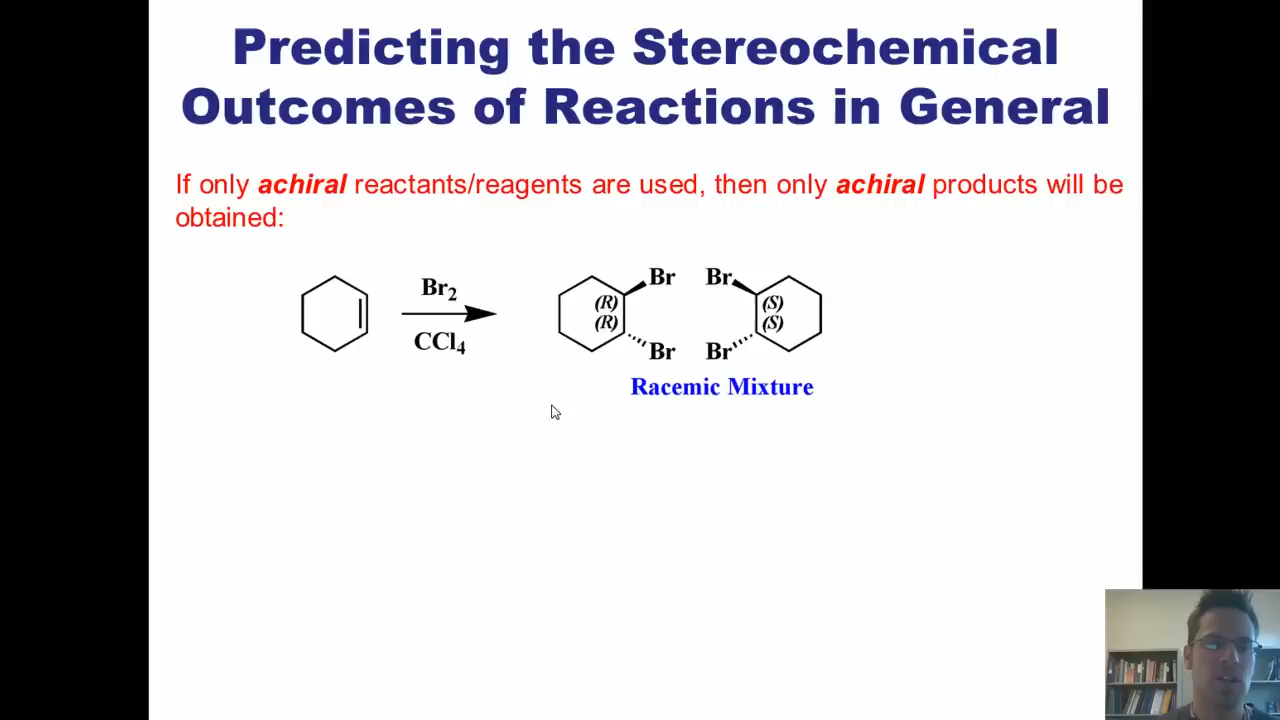 Predicting the Stereochemical
Outcomes of Reactions in General
If only achiral reactants/reagents are used, then only achiral products will be
obtained:
Br2
CCl4
Br
(R)
(R)
Br
Br
(S)
(S)
Br
Racemic Mixture